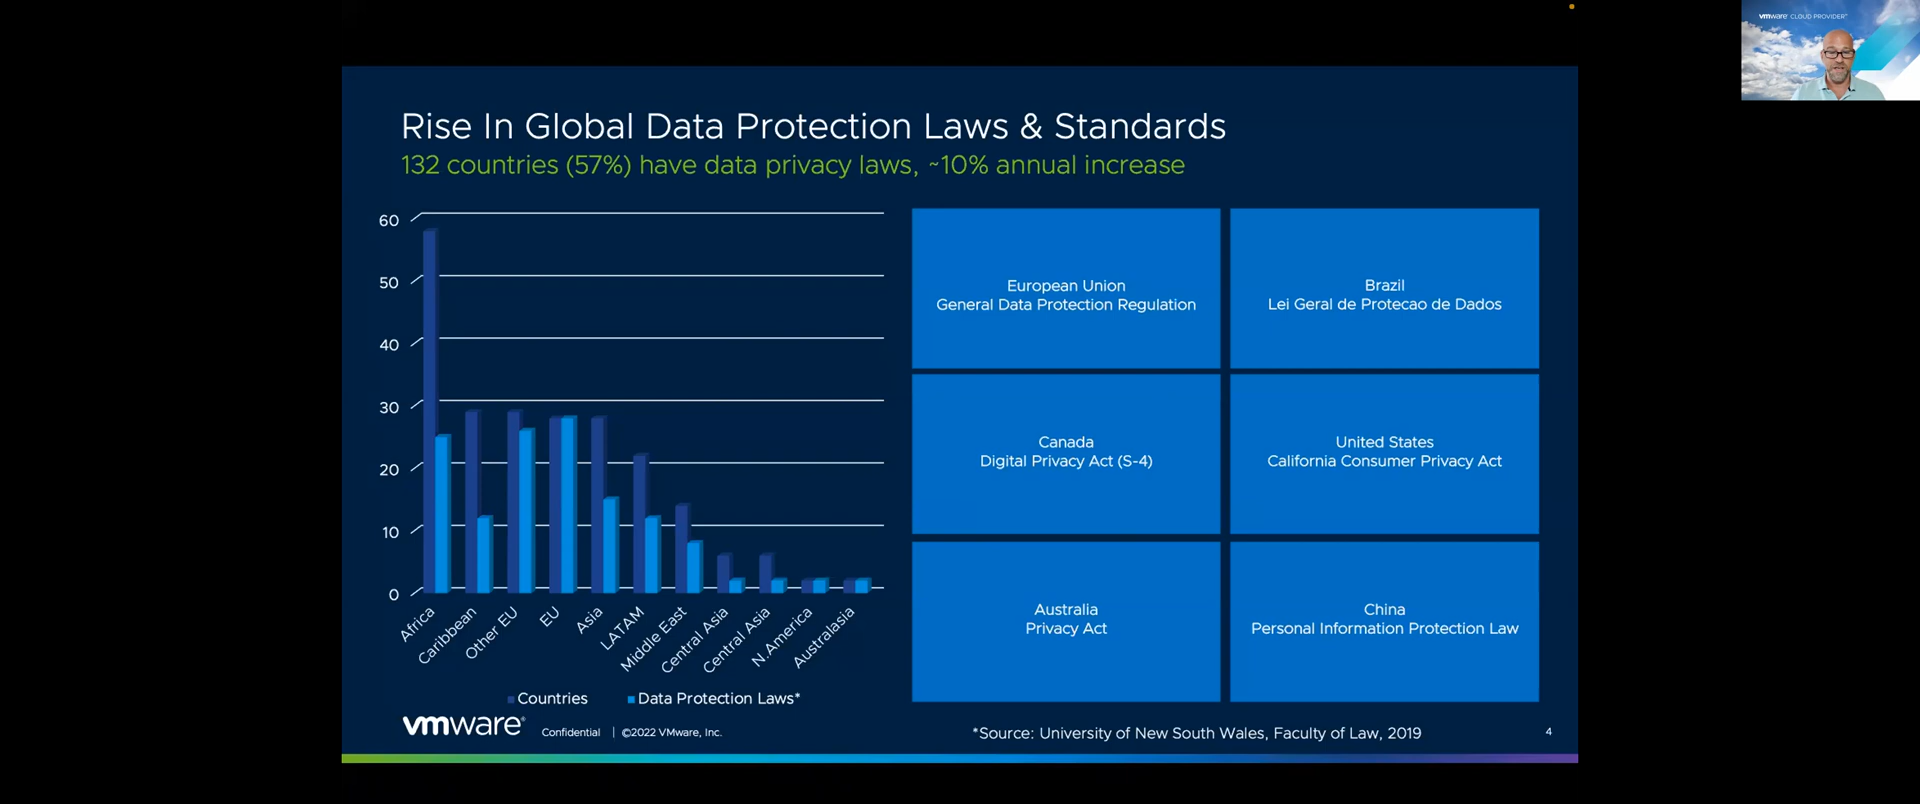 vmware CLOUD PROVIDER
Rise In Global Data Protection Laws & Standards
132 countries (57%) have data privacy laws, ~10% annual increase
60
50
40
30
20
10
0
Africa
Caribbean
Other EU
EU
Asia
LATAM
Middle East
Central Asia
Central Asia
N.America
Australasia
Countries
Data Protection Laws*
European Union
General Data Protection Regulation
Brazil
Lei Geral de Protecao de Dados
Canada
Digital Privacy Act (S-4)
United States
California Consumer Privacy Act
Australia
Privacy Act
China
Personal Information Protection Law
vmware® Confidential | ©2022 VMware, Inc.
*Source: University of New South Wales, Faculty of Law, 2019
4